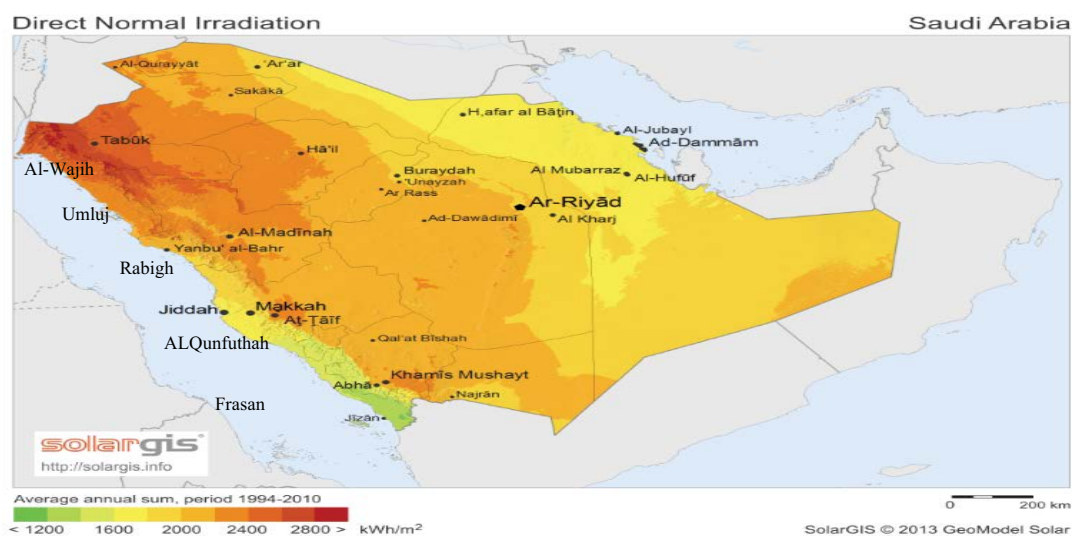 Direct Normal Irradiation
Saudi Arabia
Al-Qurayyāt
'Ar'ar
Sakākā
H,afar al Bāţin
Al-Jubayl
Ad-Dammām
Tabūk
Hā'il
Al-Wajih
Buraydah
'Unayzah
Ar Rass
Al Mubarraz
Al-Hufūf
Ar-Riyād
Al Kharj
Ad-Dawādimī
Umluj
Al-Madīnah
Yanbu' al-Bahr
Rabigh
Jiddah
Makkah
At-Ţāīf
ALQunfuthah
Qal'at Bīshah
Khamīs Mushayt
Abhā
Najrān
Frasan
Jīzān
solargis
http://solargis.info
Average annual sum, period 1994-2010
< 1200 1600 2000 2400 2800 > kWh/m²
0 200 km
SolarGIS © 2013 GeoModel Solar